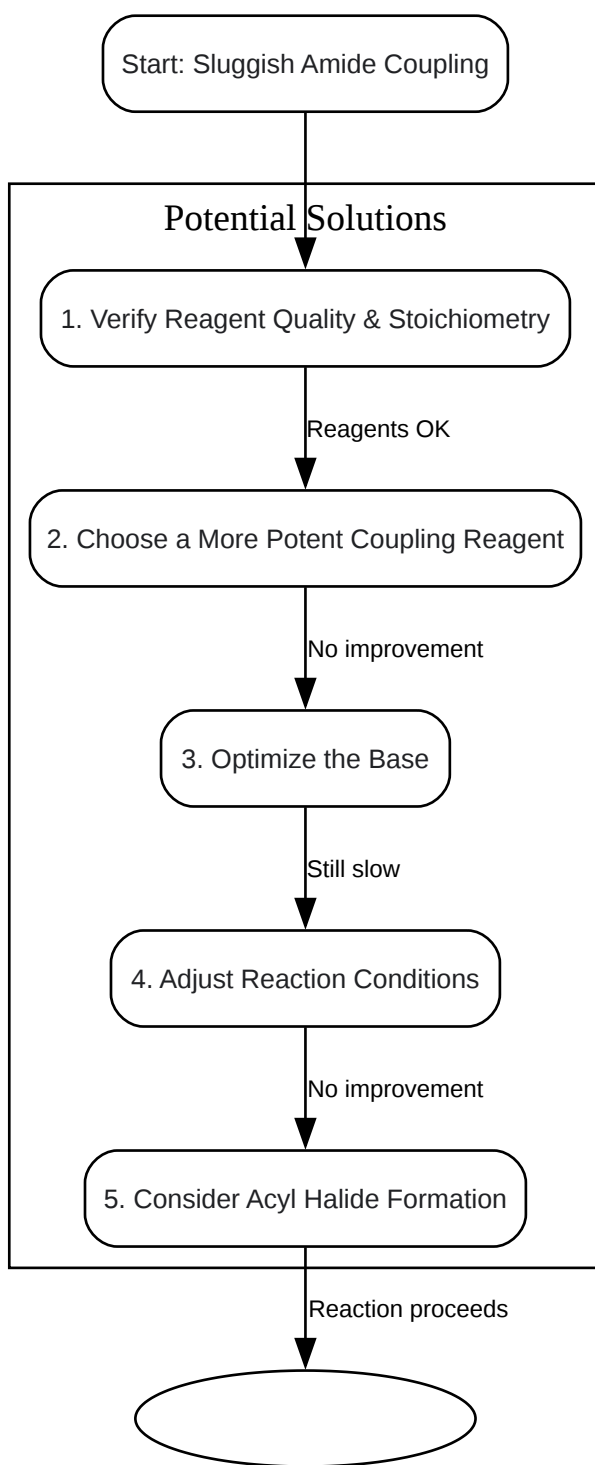 Start: Sluggish Amide Coupling
Potential Solutions
1. Verify Reagent Quality & Stoichiometry
Reagents OK
2. Choose a More Potent Coupling Reagent
No improvement
3. Optimize the Base
Still slow
4. Adjust Reaction Conditions
No improvement
5. Consider Acyl Halide Formation
Reaction proceeds